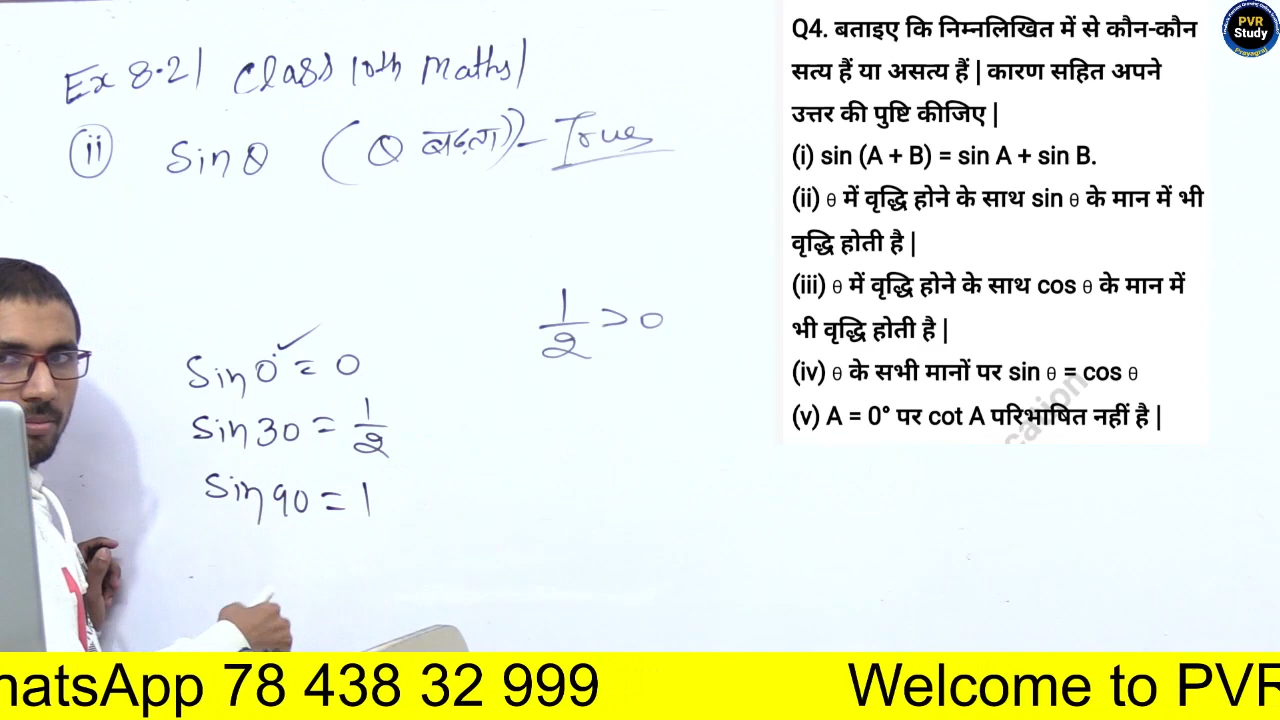 Ex 8.2| Class 10th Maths|
(ii) Sin θ (θ बढ़ता) - True
1/2 > 0
Sin 0° = 0
Sin 30 = 1/2
Sin 90 = 1
Q4. बताइए कि निम्नलिखित में से कौन-कौन
सत्य हैं या असत्य हैं | कारण सहित अपने
उत्तर की पुष्टि कीजिए |
(i) sin (A + B) = sin A + sin B.
(ii) θ में वृद्धि होने के साथ sin θ के मान में भी
वृद्धि होती है |
(iii) θ में वृद्धि होने के साथ cos θ के मान में
भी वृद्धि होती है |
(iv) θ के सभी मानों पर sin θ = cos θ
(v) A = 0° पर cot A परिभाषित नहीं है |
PVR
Study
Prayagraj
hatsApp 78 438 32 999 Welcome to PVR